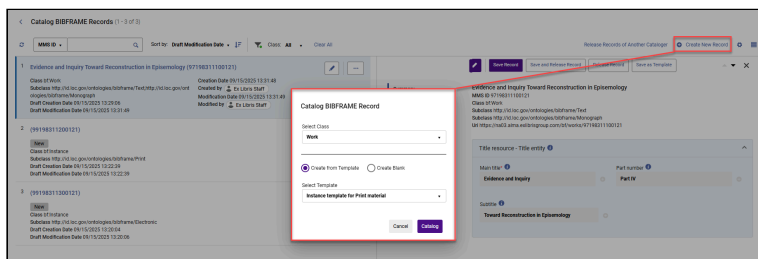 Catalog BIBFRAME Records (1 - 3 of 3)
MMS ID
Sort by: Draft Modification Date
Class: All
Clear All
Release Records of Another Cataloger
Create New Record
1 Evidence and Inquiry Toward Reconstruction in Episemology (97198311100121)
Class bf:Work
Subclass http://id.loc.gov/ontologies/bibframe/Text;http://id.loc.gov/ont
ologies/bibframe/Monograph
Draft Creation Date 09/15/2025 13:29:06
Draft Modification Date 09/15/2025 13:31:49
Creation Date 09/15/2025 13:31:48
Created by Ex Libris Staff
Modification Date 09/15/2025 13:31:49
Modified by Ex Libris Staff
2 (99198311200121)
New
Class bf:Instance
Subclass http://id.loc.gov/ontologies/bibframe/Print
Draft Creation Date 09/15/2025 13:22:39
Draft Modification Date 09/15/2025 13:22:39
3 (99198311300121)
New
Class bf:Instance
Subclass http://id.loc.gov/ontologies/bibframe/Electronic
Draft Creation Date 09/15/2025 13:20:04
Draft Modification Date 09/15/2025 13:20:06
Catalog BIBFRAME Record
Select Class
Work
Create from Template
Create Blank
Select Template
Instance template for Print material
Cancel
Catalog
Save Record
Save and Release Record
Record
Save as Template
Evidence and Inquiry Toward Reconstruction in Episemology
MMS ID 97198311100121
Class bf:Work
Subclass http://id.loc.gov/ontologies/bibframe/Text
Subclass http://id.loc.gov/ontologies/bibframe/Monograph
Title resource - Title entity
Main title*
Part number
Evidence and Inquiry
Part IV
Subtitle
Toward Reconstruction in Episemology